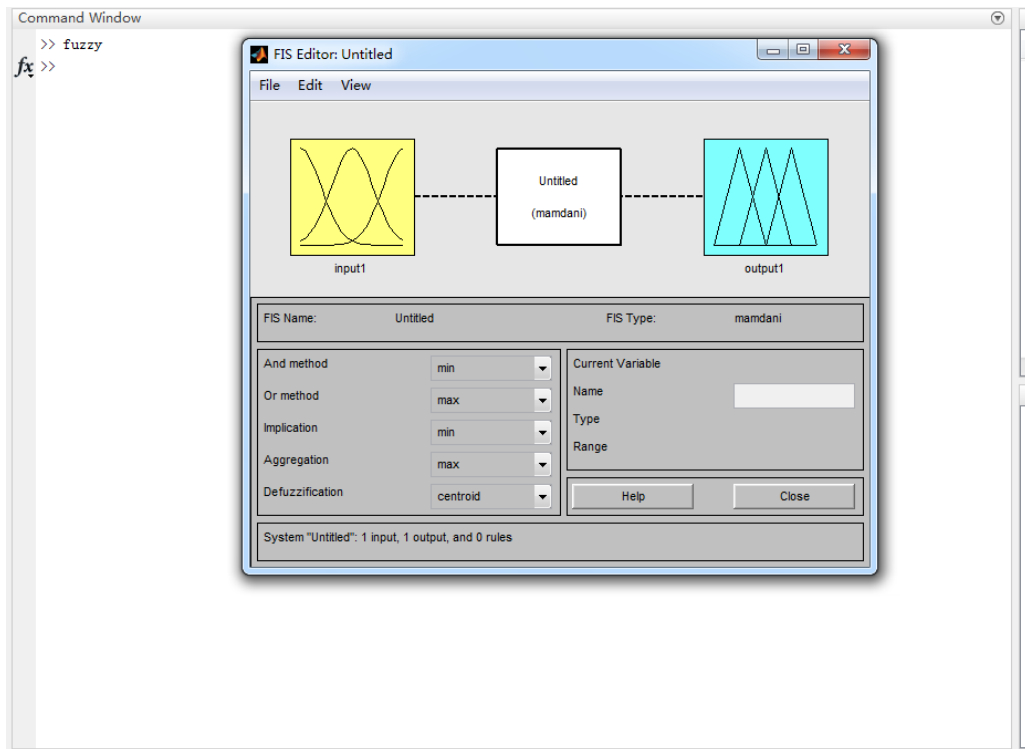 Command Window
>> fuzzy
fx >>
FIS Editor: Untitled
File Edit View
Untitled
(mamdani)
input1
output1
FIS Name: Untitled FIS Type: mamdani
And method min
Or method max
Implication min
Aggregation max
Defuzzification centroid
Current Variable
Name
Type
Range
Help Close
System "Untitled": 1 input, 1 output, and 0 rules